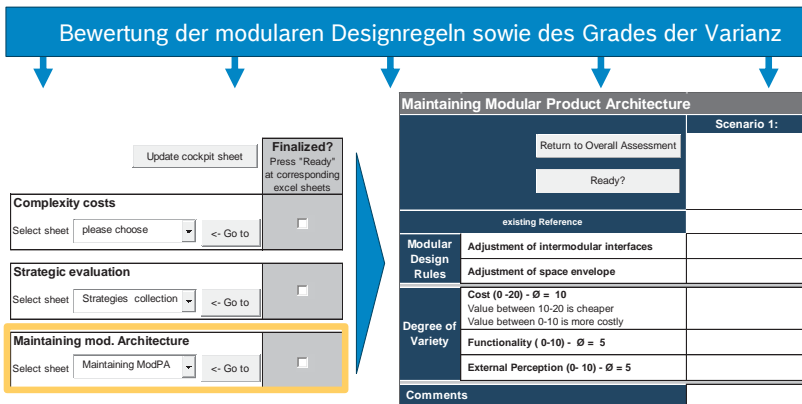 Bewertung der modularen Designregeln sowie des Grades der Varianz
Update cockpit sheet
Finalized?
Press "Ready"
at corresponding
excel sheets
Complexity costs
Select sheet please choose <- Go to
Strategic evaluation
Select sheet Strategies collection <- Go to
Maintaining mod. Architecture
Select sheet Maintaining ModPA <- Go to
Maintaining Modular Product Architecture
Scenario 1:
Return to Overall Assessment
Ready?
existing Reference
Modular
Design
Rules
Adjustment of intermodular interfaces
Adjustment of space envelope
Degree of
Variety
Cost (0 -20) - Ø = 10
Value between 10-20 is cheaper
Value between 0-10 is more costly
Functionality ( 0-10) - Ø = 5
External Perception (0- 10) - Ø = 5
Comments